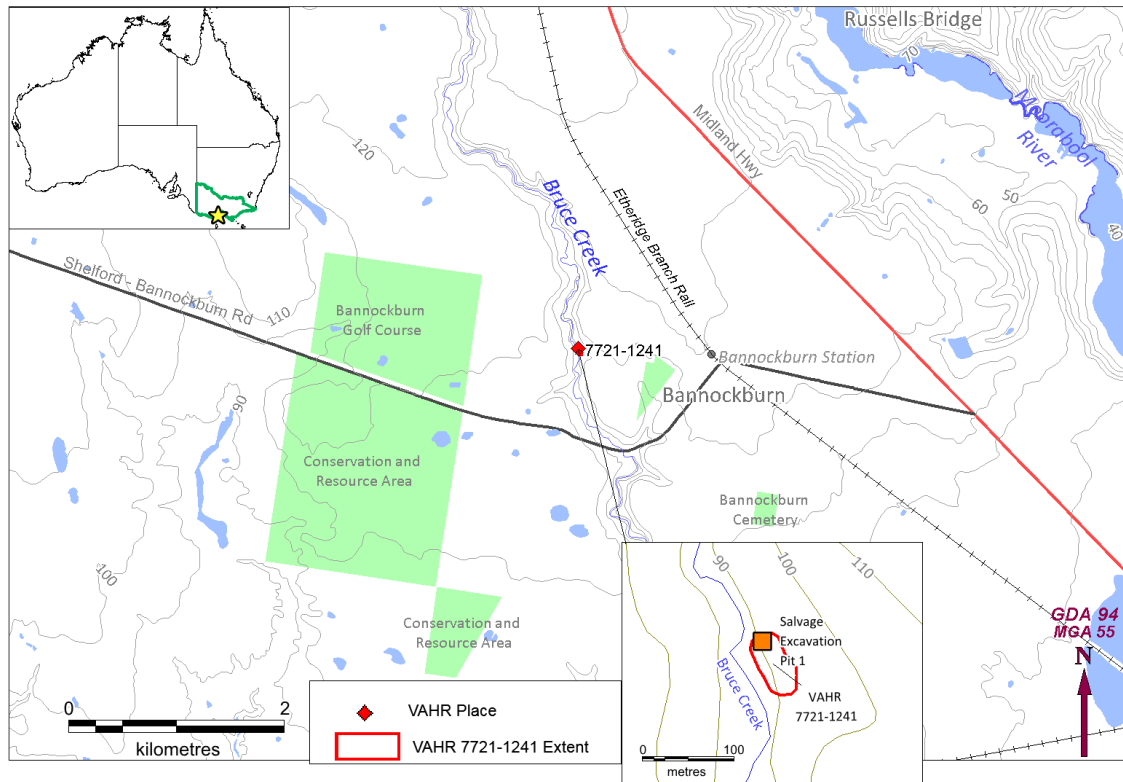 Russells Bridge
70
Moorabool
River
Midland Hwy
120
Bruce Creek
Etheridge Branch Rail
50
60
40
Shelford - Bannockburn Rd
110
Bannockburn
Golf Course
7721-1241
Bannockburn Station
Bannockburn
90
Conservation and
Resource Area
Bannockburn
Cemetery
100
Conservation and
Resource Area
90
100
110
Salvage
Excavation
Pit 1
VAHR
7721-1241
Bruce Creek
0
100
metres
GDA 94
MGA 55
N
0
2
kilometres
VAHR Place
VAHR 7721-1241 Extent